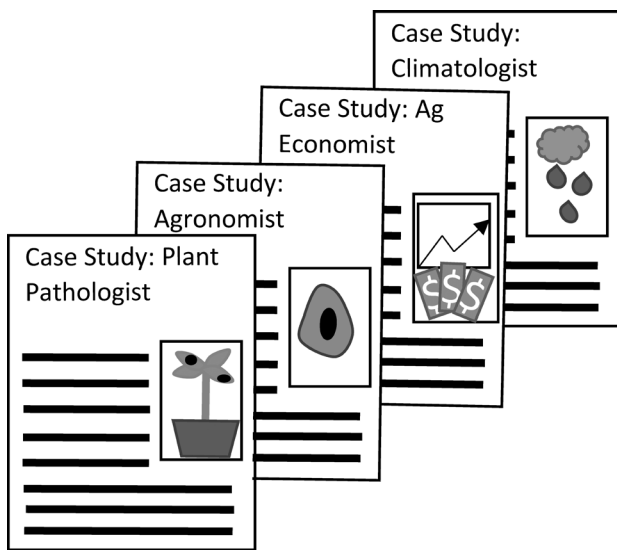 Case Study:
Climatologist
Case Study: Ag
Economist
$ $ $
Case Study:
Agronomist
Case Study: Plant
Pathologist